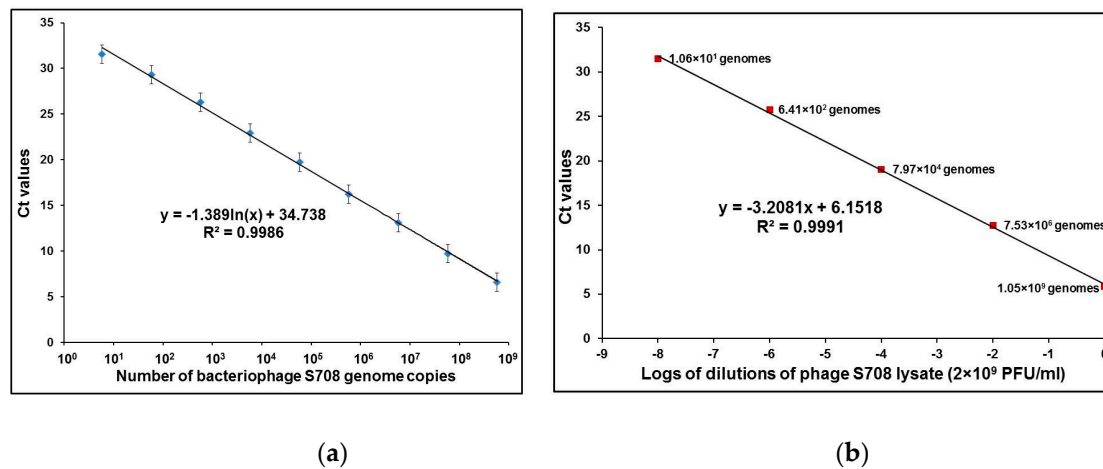 35
30
25
20
15
10
5
0
Ct values
y = -1.389ln(x) + 34.738
R² = 0.9986
10⁰ 10¹ 10² 10³ 10⁴ 10⁵ 10⁶ 10⁷ 10⁸ 10⁹
Number of bacteriophage S708 genome copies
(a)
35
30
25
20
15
10
5
0
Ct values
1.06×10¹ genomes
6.41×10² genomes
7.97×10⁴ genomes
7.53×10⁶ genomes
1.05×10⁹ genomes
y = -3.2081x + 6.1518
R² = 0.9991
-9 -8 -7 -6 -5 -4 -3 -2 -1 0
Logs of dilutions of phage S708 lysate (2×10⁹ PFU/ml)
(b)